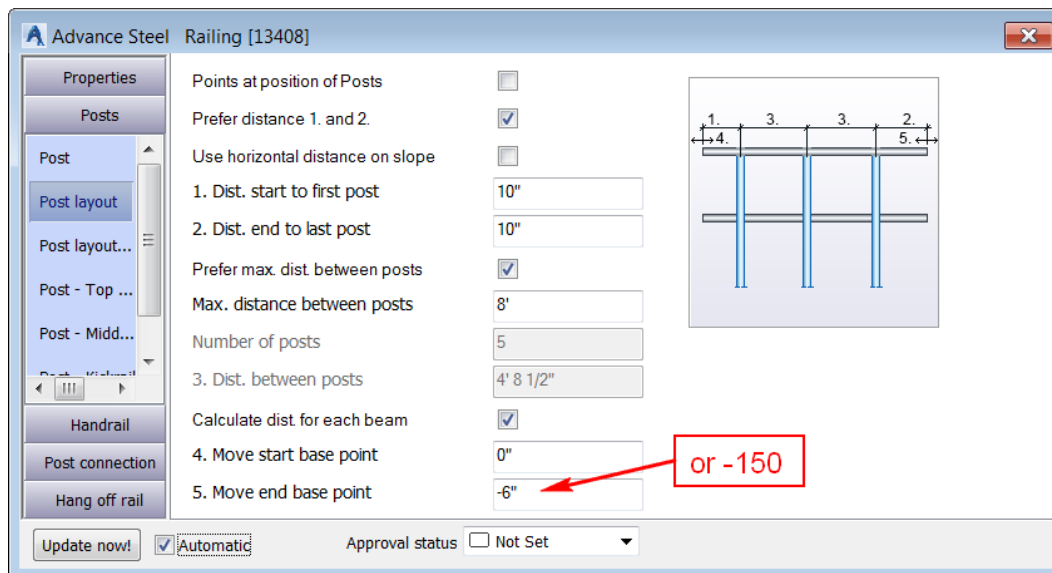 Advance Steel Railing [13408]
Properties
Posts
Post
Post layout
Post layout...
Post - Top ...
Post - Midd...
Handrail
Post connection
Hang off rail
Points at position of Posts
Prefer distance 1. and 2.
Use horizontal distance on slope
1. Dist. start to first post 10"
2. Dist. end to last post 10"
Prefer max. dist. between posts
Max. distance between posts 8'
Number of posts 5
3. Dist. between posts 4' 8 1/2"
Calculate dist. for each beam
4. Move start base point 0"
5. Move end base point -6"
or -150
1. 3. 3. 2.
4. 5.
Update now! Automatic Approval status Not Set